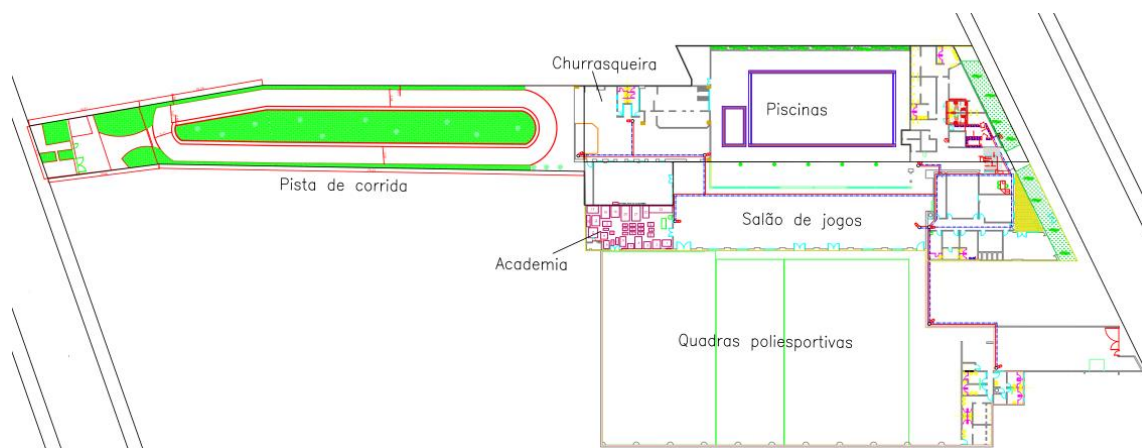 Churrasqueira
Piscinas
Pista de corrida
Salão de jogos
Academia
Quadras poliesportivas